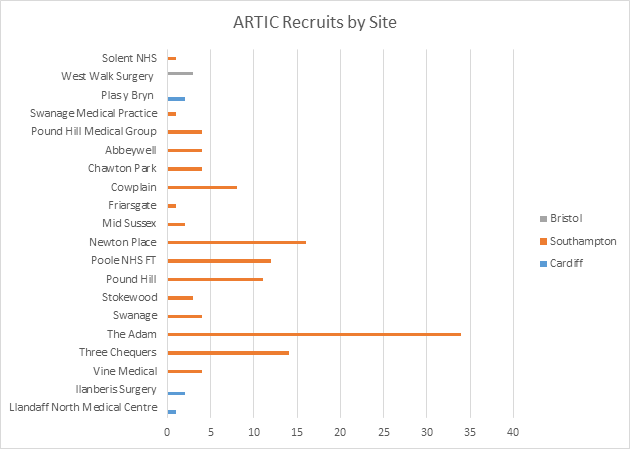 ARTIC Recruits by Site
Solent NHS
West Walk Surgery
Plas y Bryn
Swanage Medical Practice
Pound Hill Medical Group
Abbeywell
Chawton Park
Cowplain
Friarsgate
Mid Sussex
Newton Place
Poole NHS FT
Pound Hill
Stokewood
Swanage
The Adam
Three Chequers
Vine Medical
llanberis Surgery
Llandaff North Medical Centre
0 5 10 15 20 25 30 35 40
Bristol
Southampton
Cardiff